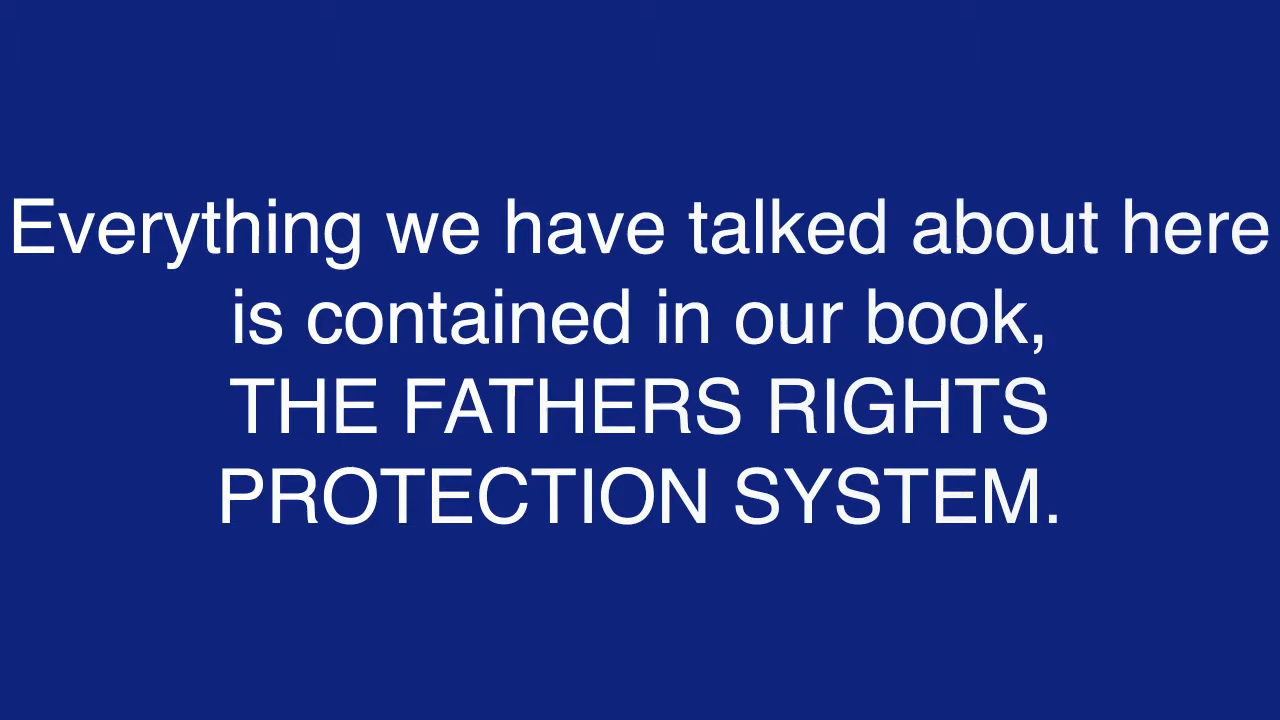 Everything we have talked about here
is contained in our book,
THE FATHERS RIGHTS
PROTECTION SYSTEM.